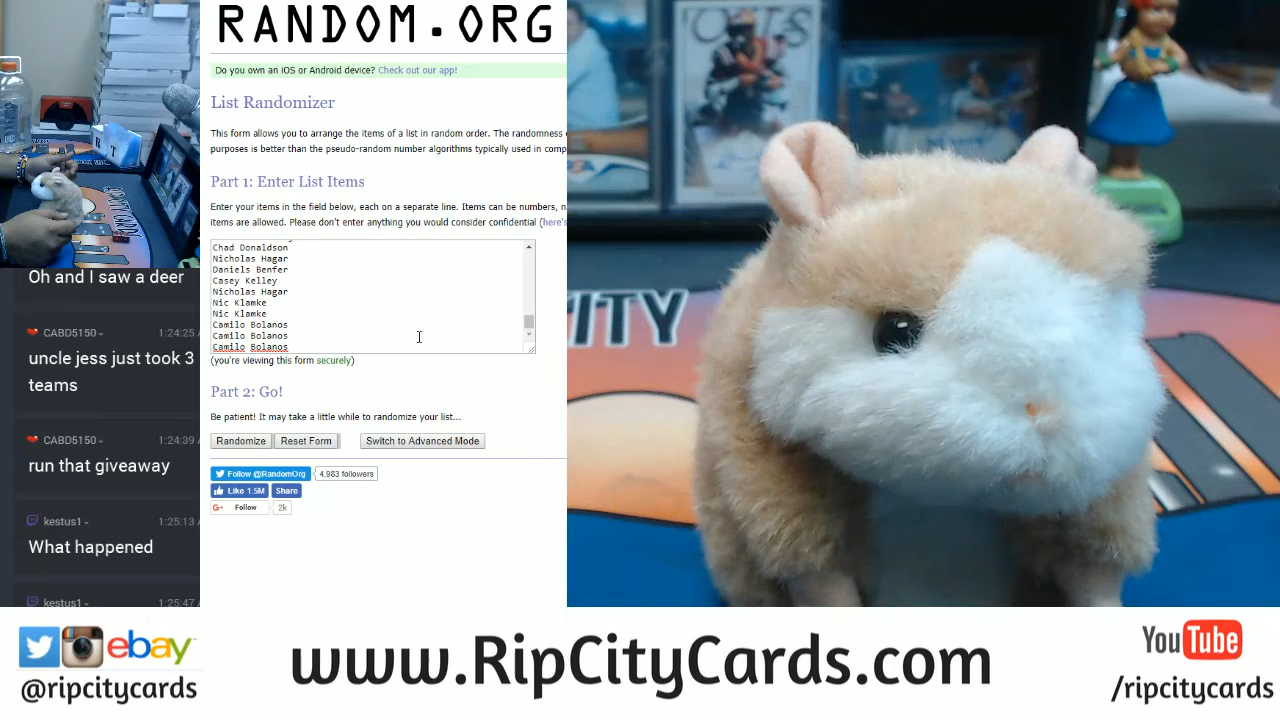 RANDOM.ORG
Do you own an iOS or Android device? Check out our app!
List Randomizer
This form allows you to arrange the items of a list in random order. The randomness
purposes is better than the pseudo-random number algorithms typically used in comp
Part 1: Enter List Items
Enter your items in the field below, each on a separate line. Items can be numbers, n
items are allowed. Please don't enter anything you would consider confidential (here's
Chad Donaldson
Nicholas Hagar
Daniels Benfer
Casey Kelley
Nicholas Hagar
Nic Klamke
Nic Klamke
Camilo Bolanos
Camilo Bolanos
Camilo Bolanos
(you're viewing this form securely)
Part 2: Go!
Be patient! It may take a little while to randomize your list...
Randomize Reset Form Switch to Advanced Mode
Follow @RandomOrg 4,983 followers
Like 1.5M Share
G+ Follow 2k
Oh and I saw a deer
CABD5150 1:24:25
uncle jess just took 3
teams
CABD5150 1:24:39
run that giveaway
kestus1 1:25:13
What happened
kestus1 1:25:47
ebay
@ripcitycards
www.RipCityCards.com
YouTube
/ripcitycards